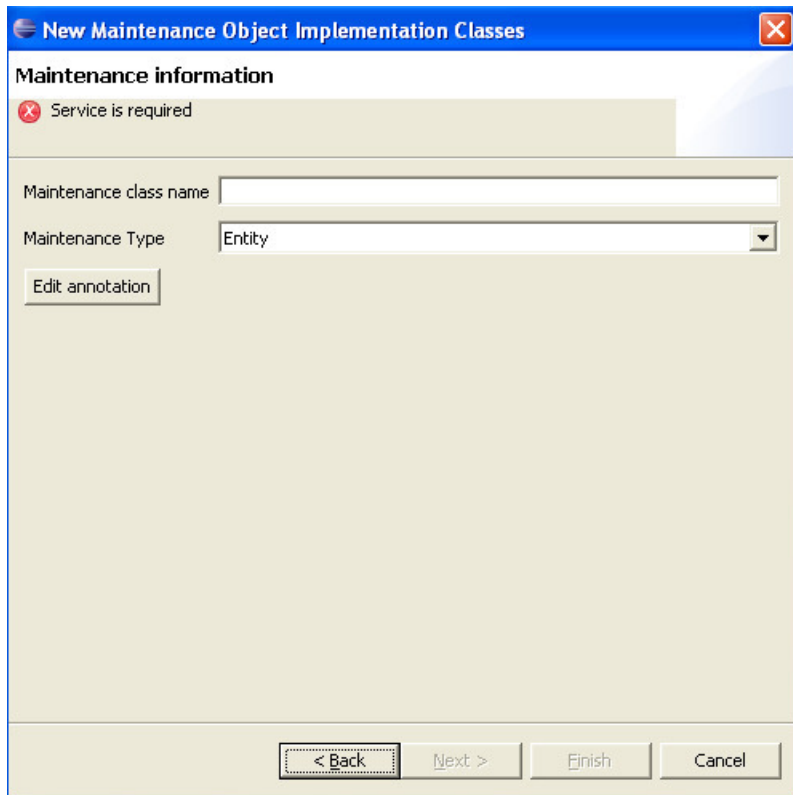 New Maintenance Object Implementation Classes
Maintenance information
Service is required
Maintenance class name
Maintenance Type Entity
Edit annotation
< Back Next > Finish Cancel